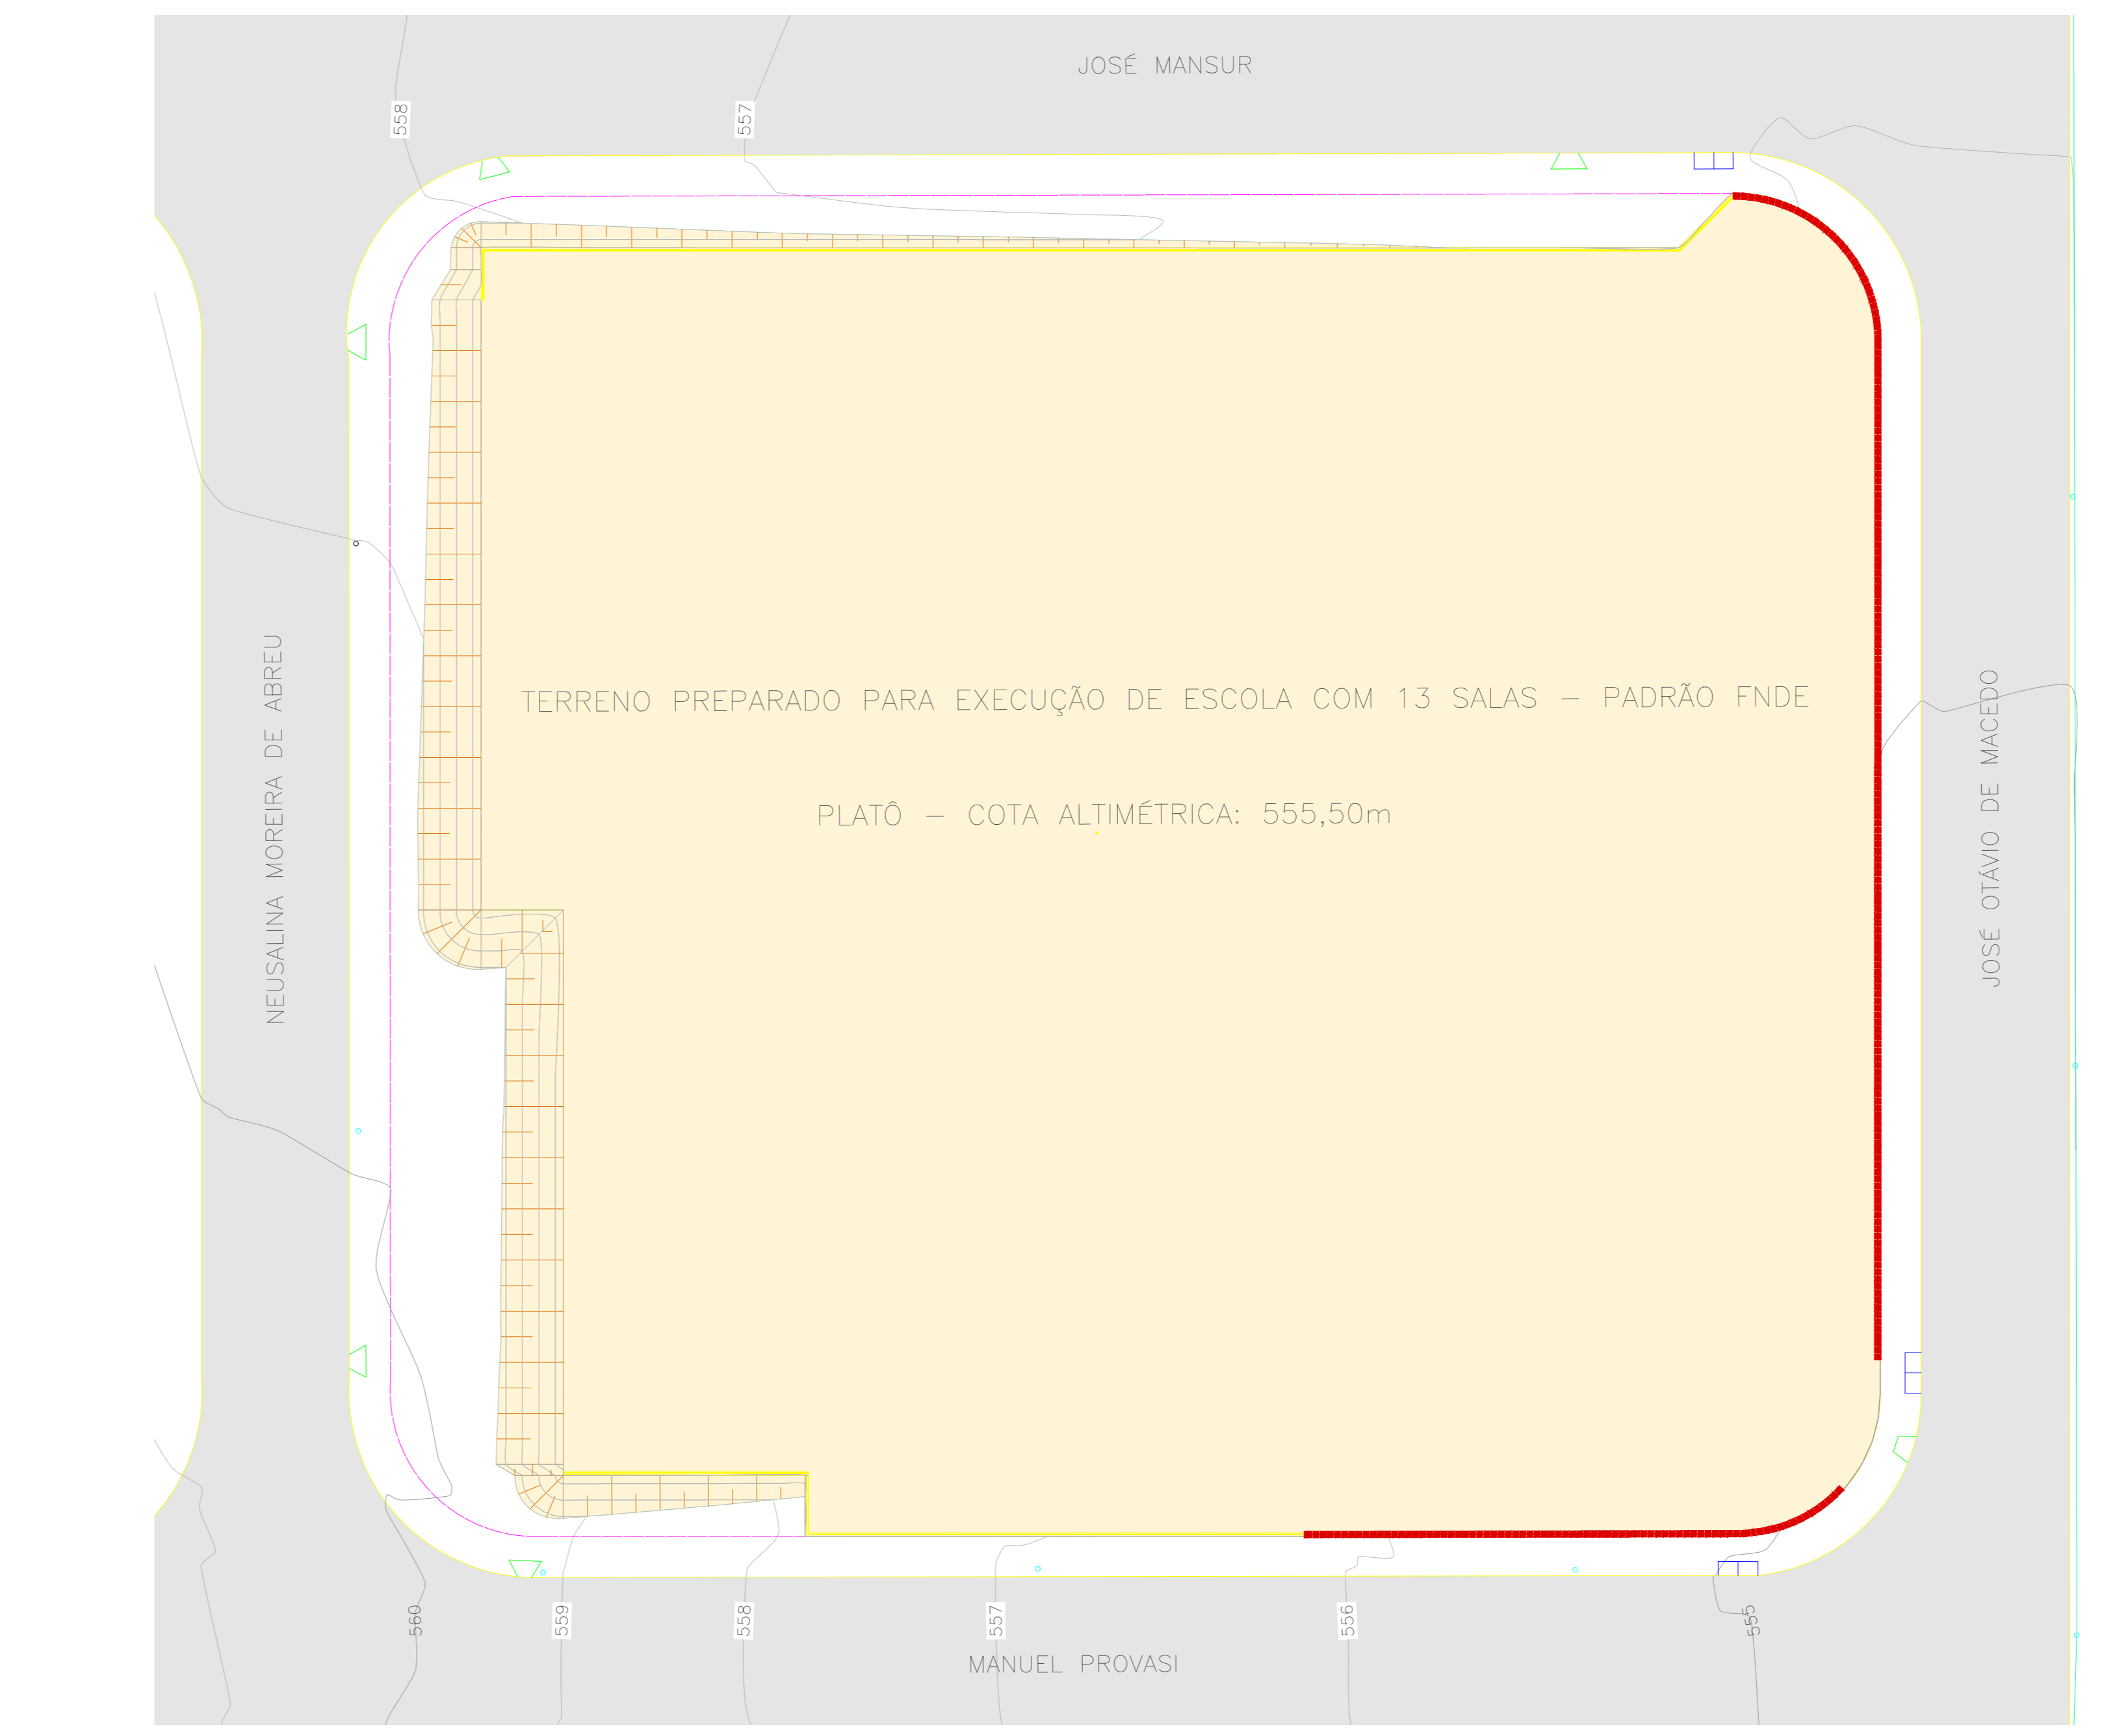 JOSÉ MANSUR
558
557
NEUSALINA MOREIRA DE ABREU
TERRENO PREPARADO PARA EXECUÇÃO DE ESCOLA COM 13 SALAS – PADRÃO FNDE
PLATÔ – COTA ALTIMÉTRICA: 555,50m
JOSÉ OTÁVIO DE MACEDO
560
559
558
557
556
555
MANUEL PROVASI